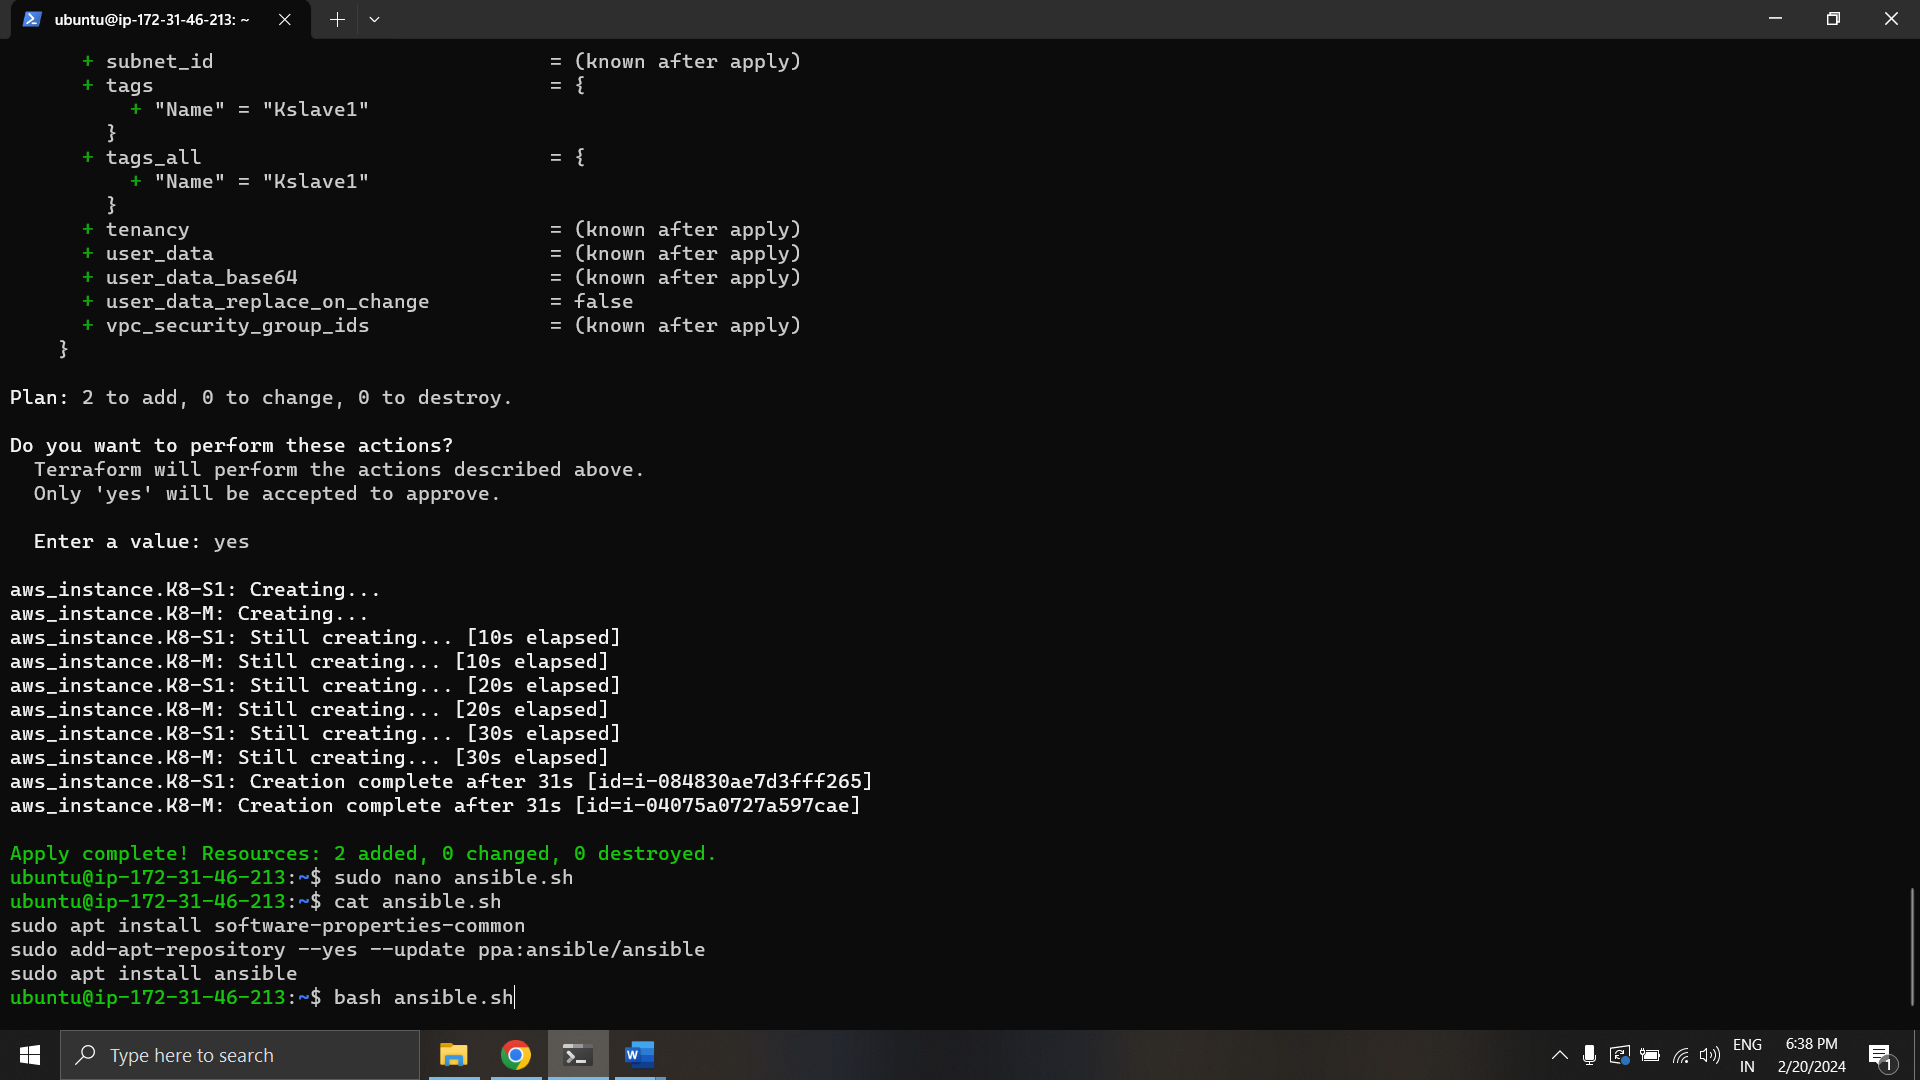 ubuntu@ip-172-31-46-213: ~
+ subnet_id = (known after apply)
+ tags = {
+ "Name" = "Kslave1"
}
+ tags_all = {
+ "Name" = "Kslave1"
}
+ tenancy = (known after apply)
+ user_data = (known after apply)
+ user_data_base64 = (known after apply)
+ user_data_replace_on_change = false
+ vpc_security_group_ids = (known after apply)
}
Plan: 2 to add, 0 to change, 0 to destroy.
Do you want to perform these actions?
Terraform will perform the actions described above.
Only 'yes' will be accepted to approve.
Enter a value: yes
aws_instance.K8-S1: Creating...
aws_instance.K8-M: Creating...
aws_instance.K8-S1: Still creating... [10s elapsed]
aws_instance.K8-M: Still creating... [10s elapsed]
aws_instance.K8-S1: Still creating... [20s elapsed]
aws_instance.K8-M: Still creating... [20s elapsed]
aws_instance.K8-S1: Still creating... [30s elapsed]
aws_instance.K8-M: Still creating... [30s elapsed]
aws_instance.K8-S1: Creation complete after 31s [id=i-084830ae7d3fff265]
aws_instance.K8-M: Creation complete after 31s [id=i-04075a0727a597cae]
Apply complete! Resources: 2 added, 0 changed, 0 destroyed.
ubuntu@ip-172-31-46-213:~$ sudo nano ansible.sh
ubuntu@ip-172-31-46-213:~$ cat ansible.sh
sudo apt install software-properties-common
sudo add-apt-repository --yes --update ppa:ansible/ansible
sudo apt install ansible
ubuntu@ip-172-31-46-213:~$ bash ansible.sh
Type here to search
ENG
IN
6:38 PM
2/20/2024
1